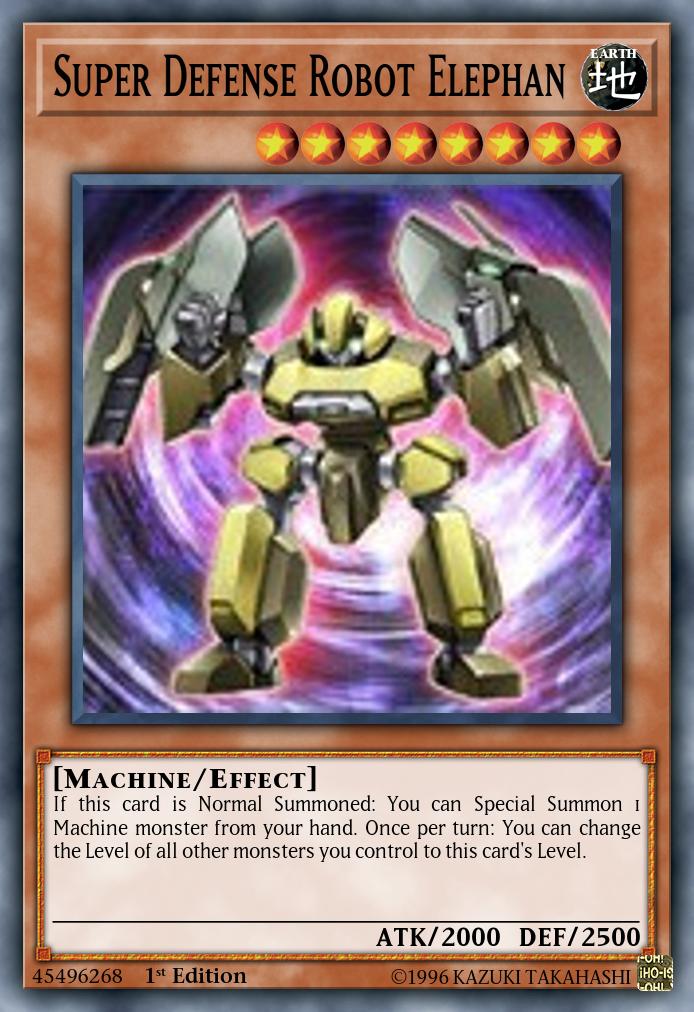 SUPER DEFENSE ROBOT ELEPHAN
EARTH
地
[MACHINE/EFFECT]
If this card is Normal Summoned: You can Special Summon 1
Machine monster from your hand. Once per turn: You can change
the Level of all other monsters you control to this card's Level.
ATK/2000 DEF/2500
45496268 1st Edition ©1996 KAZUKI TAKAHASHI